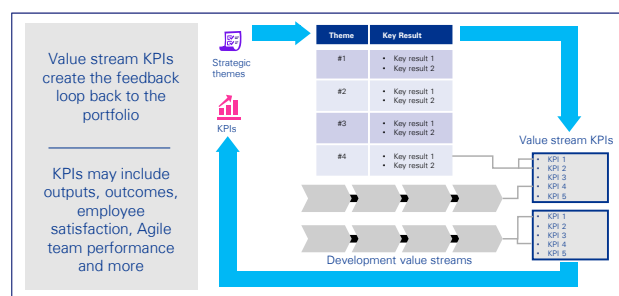 Value stream KPIs
create the feedback
loop back to the
portfolio
KPIs may include
outputs, outcomes,
employee
satisfaction, Agile
team performance
and more
Strategic
themes
KPIs
Theme Key Result
#1
• Key result 1
• Key result 2
#2
• Key result 1
• Key result 2
#3
• Key result 1
• Key result 2
#4
• Key result 1
• Key result 2
Value stream KPIs
• KPI 1
• KPI 2
• KPI 3
• KPI 4
• KPI 5
• KPI 1
• KPI 2
• KPI 3
• KPI 4
• KPI 5
Development value streams